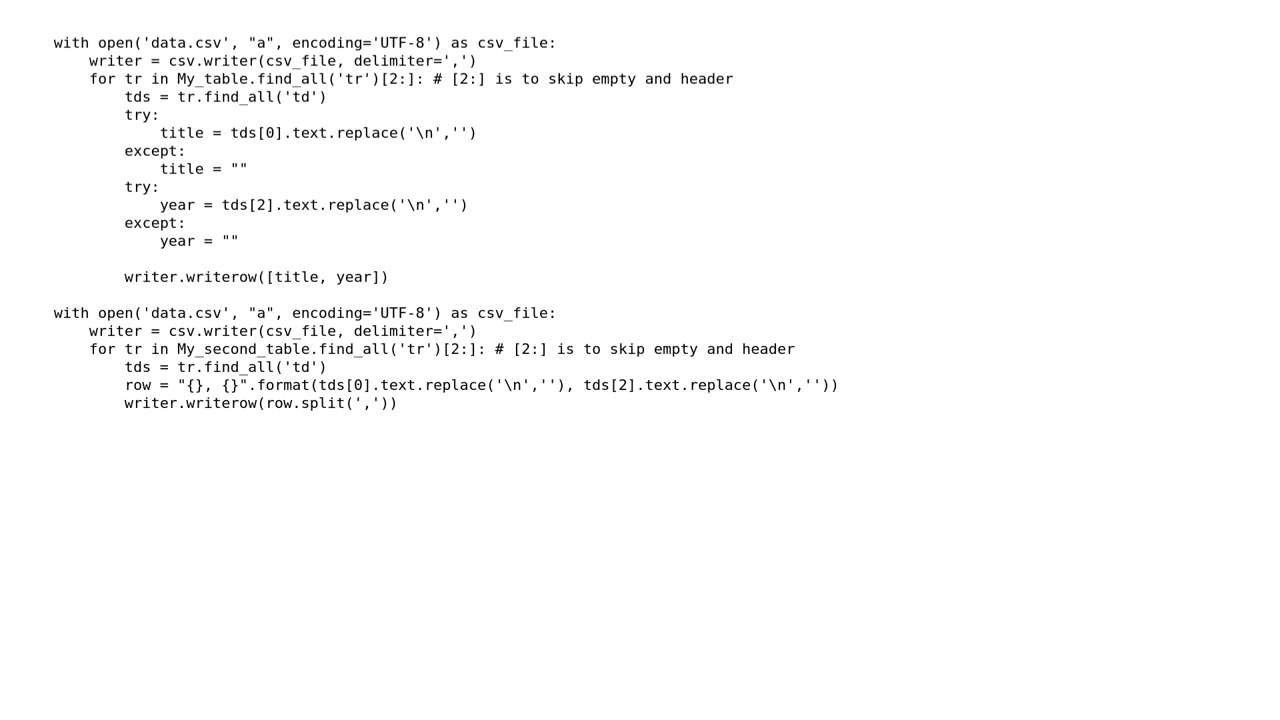 with open('data.csv', "a", encoding='UTF-8') as csv_file:
    writer = csv.writer(csv_file, delimiter=',')
    for tr in My_table.find_all('tr')[2:]: # [2:] is to skip empty and header
        tds = tr.find_all('td')
        try:
            title = tds[0].text.replace('\n','')
        except:
            title = ""
        try:
            year = tds[2].text.replace('\n','')
        except:
            year = ""

        writer.writerow([title, year])

with open('data.csv', "a", encoding='UTF-8') as csv_file:
    writer = csv.writer(csv_file, delimiter=',')
    for tr in My_second_table.find_all('tr')[2:]: # [2:] is to skip empty and header
        tds = tr.find_all('td')
        row = "{}, {}".format(tds[0].text.replace('\n',''), tds[2].text.replace('\n',''))
        writer.writerow(row.split(','))